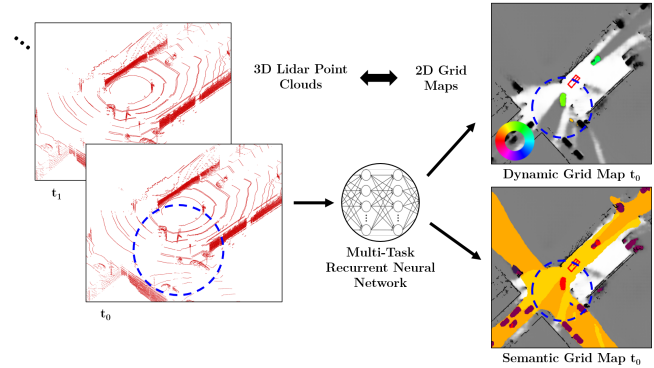 3D Lidar Point
Clouds
2D Grid
Maps
t₁
t₀
Multi-Task
Recurrent Neural
Network
Dynamic Grid Map t₀
Semantic Grid Map t₀